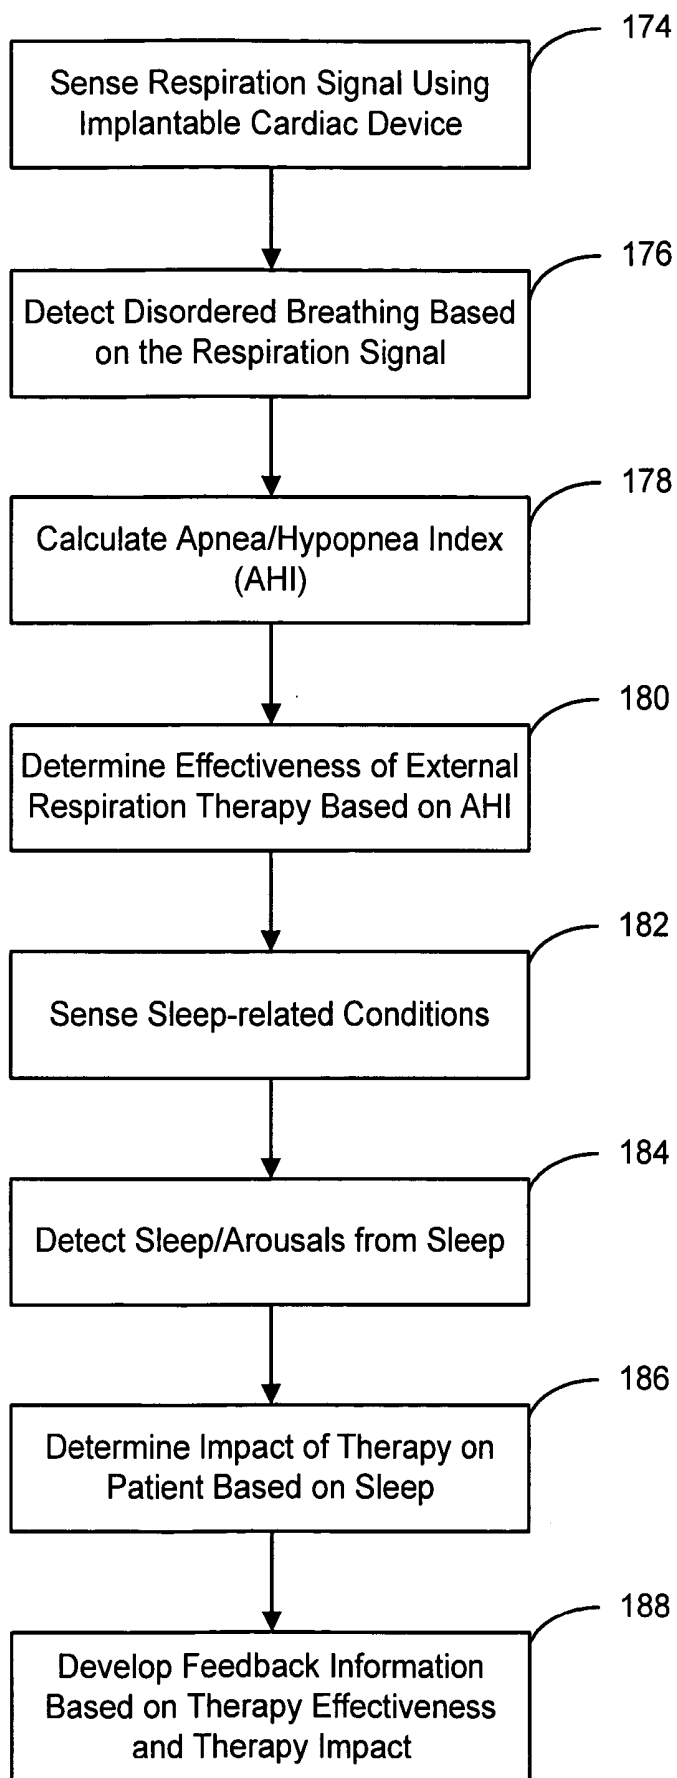 174
Sense Respiration Signal Using
Implantable Cardiac Device
176
Detect Disordered Breathing Based
on the Respiration Signal
178
Calculate Apnea/Hypopnea Index
(AHI)
180
Determine Effectiveness of External
Respiration Therapy Based on AHI
182
Sense Sleep-related Conditions
184
Detect Sleep/Arousals from Sleep
186
Determine Impact of Therapy on
Patient Based on Sleep
188
Develop Feedback Information
Based on Therapy Effectiveness
and Therapy Impact